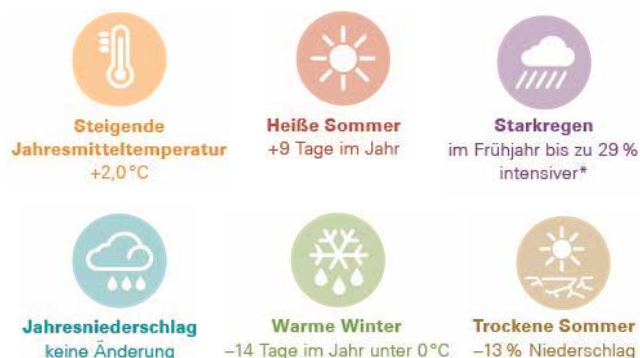 Steigende
Jahresmitteltemperatur
+2,0 °C
Heiße Sommer
+9 Tage im Jahr
Starkregen
im Frühjahr bis zu 29 %
intensiver*
Jahresniederschlag
keine Änderung
Warme Winter
–14 Tage im Jahr unter 0 °C
Trockene Sommer
–13 % Niederschlag